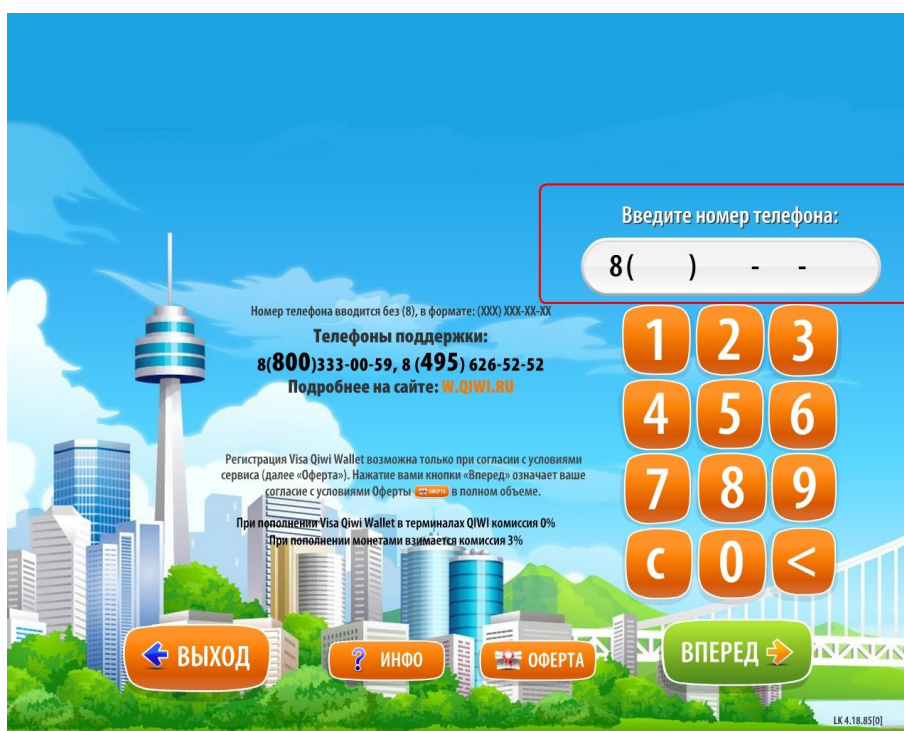 Введите номер телефона:
8(      )      -    -
Номер телефона вводится без (8), в формате: (XXX) XXX-XX-XX
Телефоны поддержки:
8(800)333-00-59, 8 (495) 626-52-52
Подробнее на сайте: W.QIWI.RU
1 2 3
4 5 6
7 8 9
C 0 <
Регистрация Visa Qiwi Wallet возможна только при согласии с условиями
сервиса (далее «Оферта»). Нажатие вами кнопки «Вперед» означает ваше
согласие с условиями Оферты ОФЕРТА в полном объеме.
При пополнении Visa Qiwi Wallet в терминалах QIWI комиссия 0%
При пополнении монетами взимается комиссия 3%
ВЫХОД
? ИНФО
ОФЕРТА
ВПЕРЕД
LK 4.18.85[0]